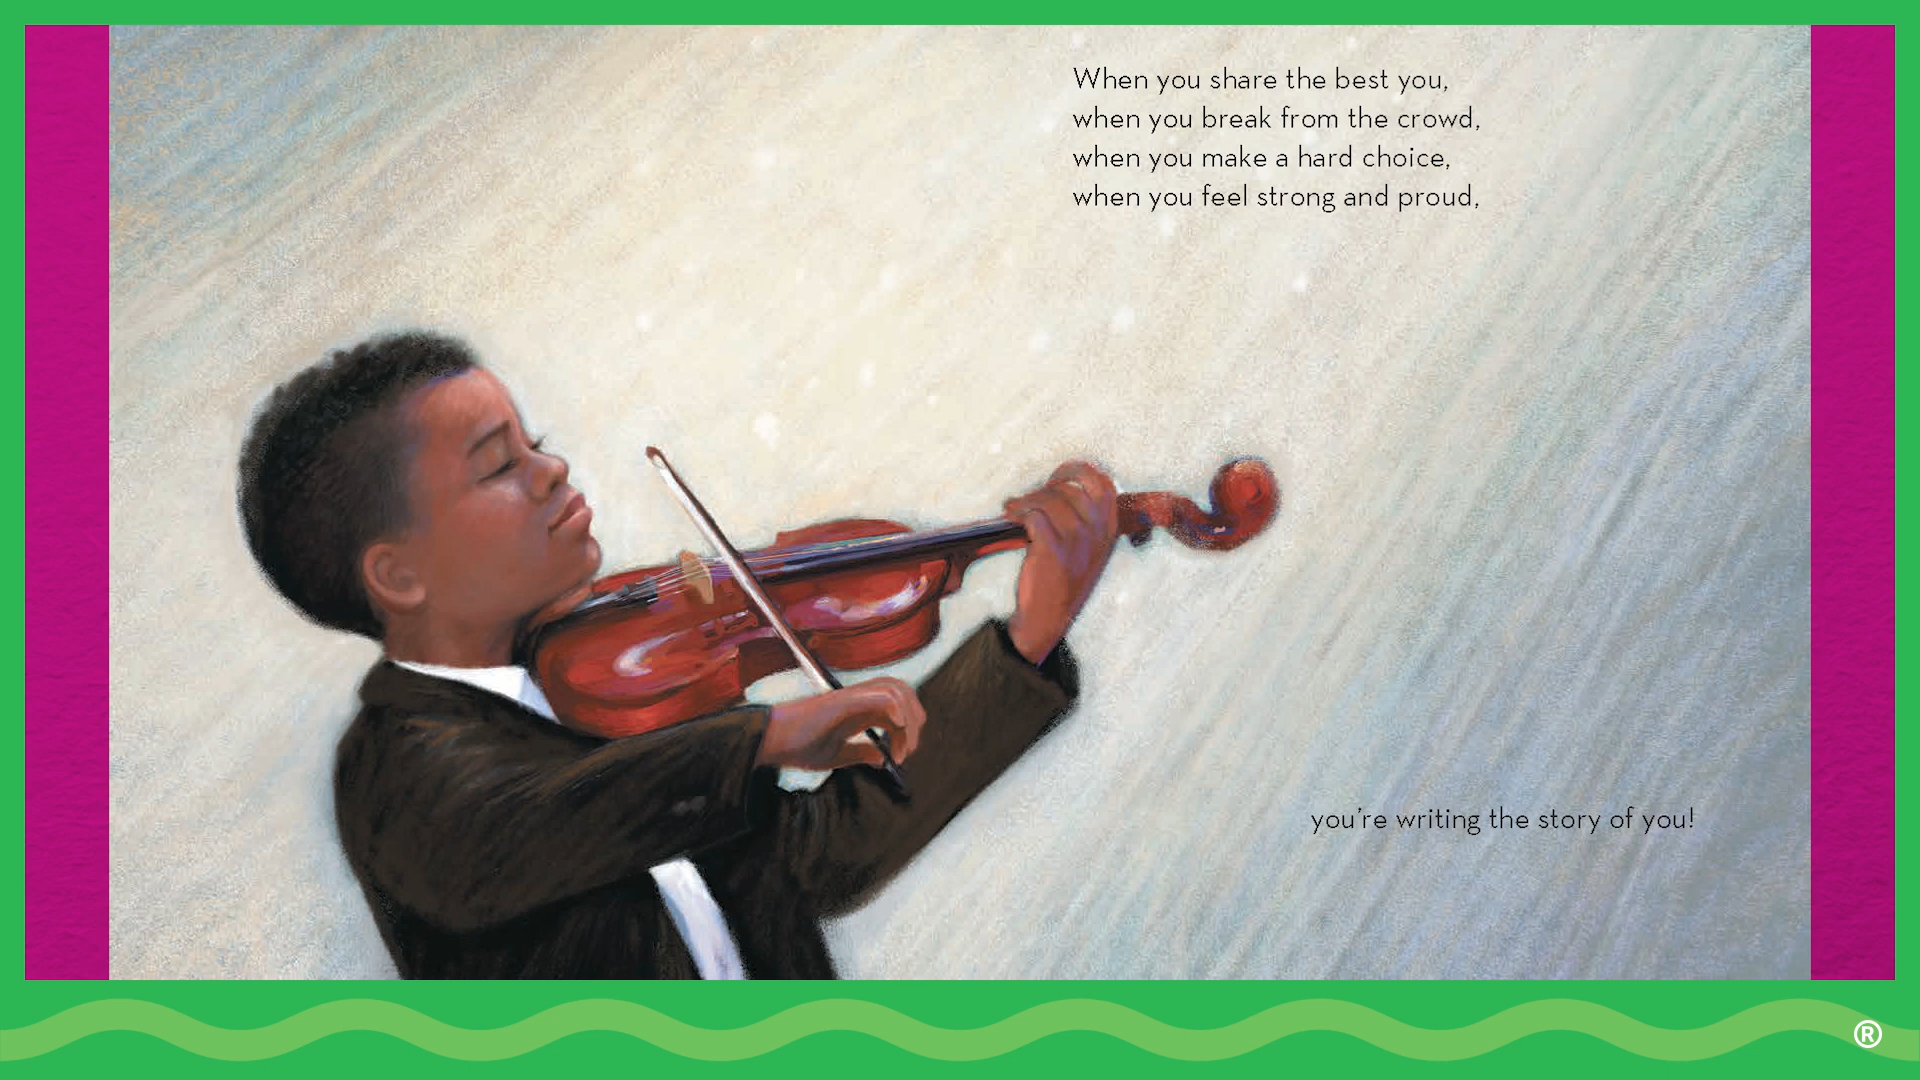 When you share the best you,
when you break from the crowd,
when you make a hard choice,
when you feel strong and proud,
you're writing the story of you!
®